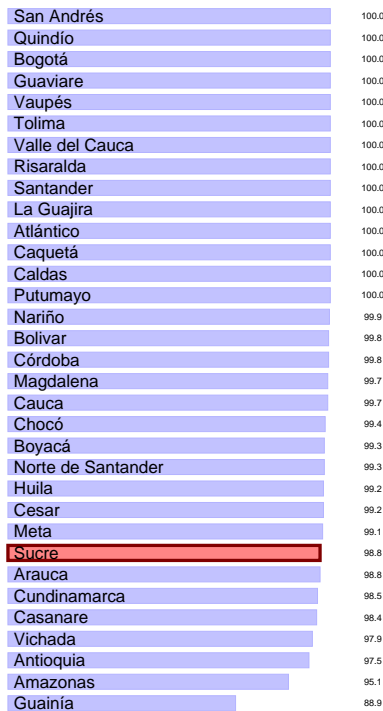 San Andrés 100.0
Quindío 100.0
Bogotá 100.0
Guaviare 100.0
Vaupés 100.0
Tolima 100.0
Valle del Cauca 100.0
Risaralda 100.0
Santander 100.0
La Guajira 100.0
Atlántico 100.0
Caquetá 100.0
Caldas 100.0
Putumayo 100.0
Nariño 99.9
Bolivar 99.8
Córdoba 99.8
Magdalena 99.7
Cauca 99.7
Chocó 99.4
Boyacá 99.3
Norte de Santander 99.3
Huila 99.2
Cesar 99.2
Meta 99.1
Sucre 98.8
Arauca 98.8
Cundinamarca 98.5
Casanare 98.4
Vichada 97.9
Antioquia 97.5
Amazonas 95.1
Guainía 88.9